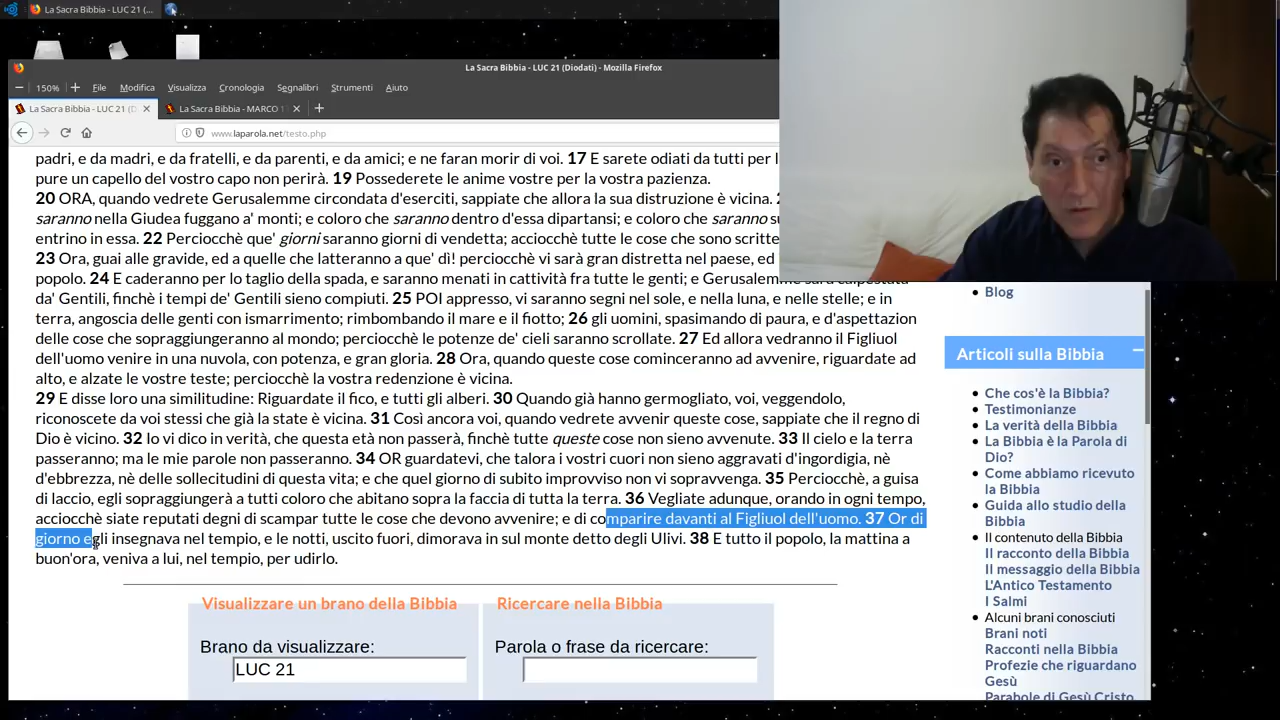 La Sacra Bibbia - LUC 21 (...
La Sacra Bibbia - LUC 21 (Diodati) - Mozilla Firefox
150% File Modifica Visualizza Cronologia Segnalibri Strumenti Aiuto
La Sacra Bibbia - LUC 21 (D
La Sacra Bibbia - MARCO 1
www.laparola.net/testo.php
padri, e da madri, e da fratelli, e da parenti, e da amici; e ne faran morir di voi. 17 E sarete odiati da tutti per l
pure un capello del vostro capo non perirà. 19 Possederete le anime vostre per la vostra pazienza.
20 ORA, quando vedrete Gerusalemme circondata d'eserciti, sappiate che allora la sua distruzione è vicina.
saranno nella Giudea fuggano a' monti; e coloro che saranno dentro d'essa dipartansi; e coloro che saranno su
entrino in essa. 22 Perciocchè que' giorni saranno giorni di vendetta; acciocchè tutte le cose che sono scritte
23 Ora, guai alle gravide, ed a quelle che latteranno a que' dì! perciocchè vi sarà gran distretta nel paese, ed
popolo. 24 E caderanno per lo taglio della spada, e saranno menati in cattività fra tutte le genti; e Gerusalemme sarà calpestata
da' Gentili, finchè i tempi de' Gentili sieno compiuti. 25 POI appresso, vi saranno segni nel sole, e nella luna, e nelle stelle; e in
terra, angoscia delle genti con ismarrimento; rimbombando il mare e il fiotto; 26 gli uomini, spasimando di paura, e d'aspettazion
delle cose che sopraggiungeranno al mondo; perciocchè le potenze de' cieli saranno scrollate. 27 Ed allora vedranno il Figliuol
dell'uomo venire in una nuvola, con potenza, e gran gloria. 28 Ora, quando queste cose cominceranno ad avvenire, riguardate ad
alto, e alzate le vostre teste; perciocchè la vostra redenzione è vicina.
29 E disse loro una similitudine: Riguardate il fico, e tutti gli alberi. 30 Quando già hanno germogliato, voi, veggendolo,
riconoscete da voi stessi che già la state è vicina. 31 Così ancora voi, quando vedrete avvenir queste cose, sappiate che il regno di
Dio è vicino. 32 Io vi dico in verità, che questa età non passerà, finchè tutte queste cose non sieno avvenute. 33 Il cielo e la terra
passeranno; ma le mie parole non passeranno. 34 OR guardatevi, che talora i vostri cuori non sieno aggravati d'ingordigia, nè
d'ebbrezza, nè delle sollecitudini di questa vita; e che quel giorno di subito improvviso non vi sopravvenga. 35 Perciocchè, a guisa
di laccio, egli sopraggiungerà a tutti coloro che abitano sopra la faccia di tutta la terra. 36 Vegliate adunque, orando in ogni tempo,
acciocchè siate reputati degni di scampar tutte le cose che devono avvenire; e di comparire davanti al Figliuol dell'uomo. 37 Or di
giorno egli insegnava nel tempio, e le notti, uscito fuori, dimorava in sul monte detto degli Ulivi. 38 E tutto il popolo, la mattina a
buon'ora, veniva a lui, nel tempio, per udirlo.
Visualizzare un brano della Bibbia
Brano da visualizzare:
LUC 21
Ricercare nella Bibbia
Parola o frase da ricercare:
Blog
Articoli sulla Bibbia
Che cos'è la Bibbia?
Testimonianze
La verità della Bibbia
La Bibbia è la Parola di
Dio?
Come abbiamo ricevuto
la Bibbia
Guida allo studio della
Bibbia
Il contenuto della Bibbia
Il racconto della Bibbia
Il messaggio della Bibbia
L'Antico Testamento
I Salmi
Alcuni brani conosciuti
Brani noti
Racconti nella Bibbia
Profezie che riguardano
Gesù
Parabole di Gesù Cristo